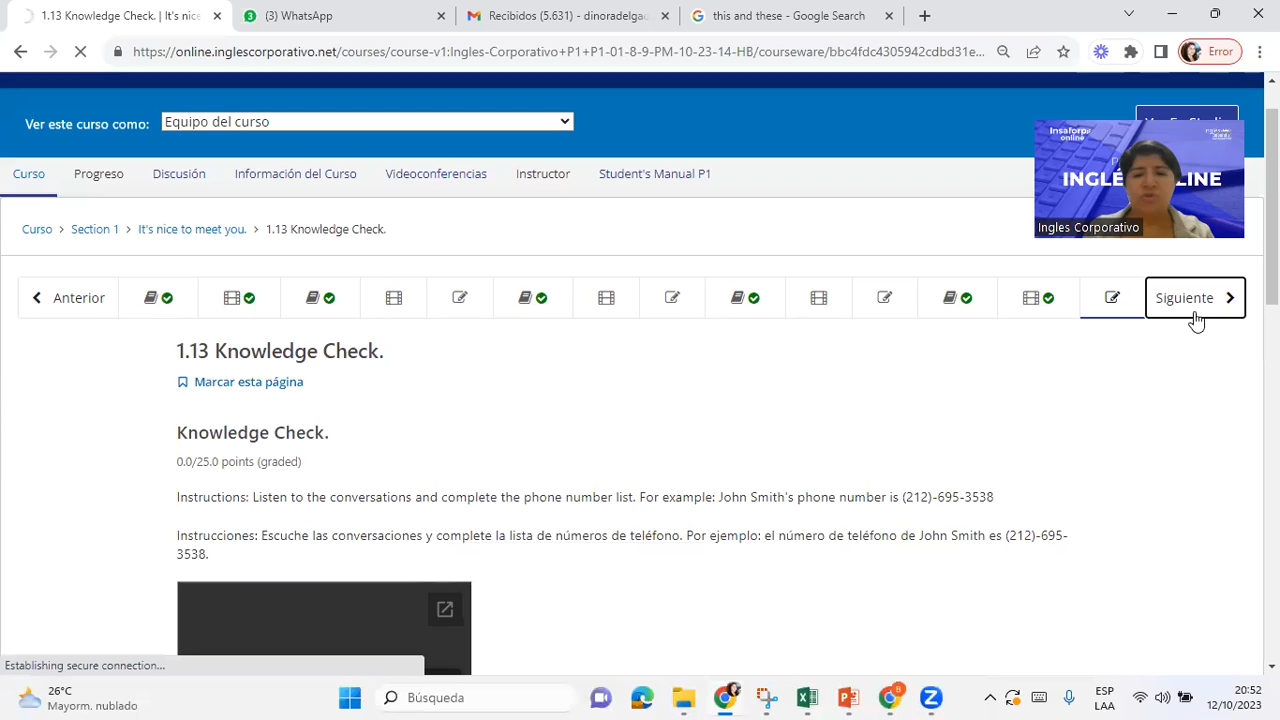 1.13 Knowledge Check. | It's nice
(3) WhatsApp
Recibidos (5.631) - dinoradelgad
this and these - Google Search
https://online.inglescorporativo.net/courses/course-v1:Ingles-Corporativo+P1+P1-01-8-9-PM-10-23-14-HB/courseware/bbc4fdc4305942cdbd31e...
Error
Ver este curso como:
Equipo del curso
Insaforp
online
INGLÉ
LINE
Ingles Corporativo
Curso
Progreso
Discusión
Información del Curso
Videoconferencias
Instructor
Student's Manual P1
Curso > Section 1 > It's nice to meet you. > 1.13 Knowledge Check.
Anterior
Siguiente
1.13 Knowledge Check.
Marcar esta página
Knowledge Check.
0.0/25.0 points (graded)
Instructions: Listen to the conversations and complete the phone number list. For example: John Smith's phone number is (212)-695-3538
Instrucciones: Escuche las conversaciones y complete la lista de números de teléfono. Por ejemplo: el número de teléfono de John Smith es (212)-695-
3538.
Establishing secure connection...
26°C
Mayorm. nublado
Búsqueda
ESP
LAA
20:52
12/10/2023